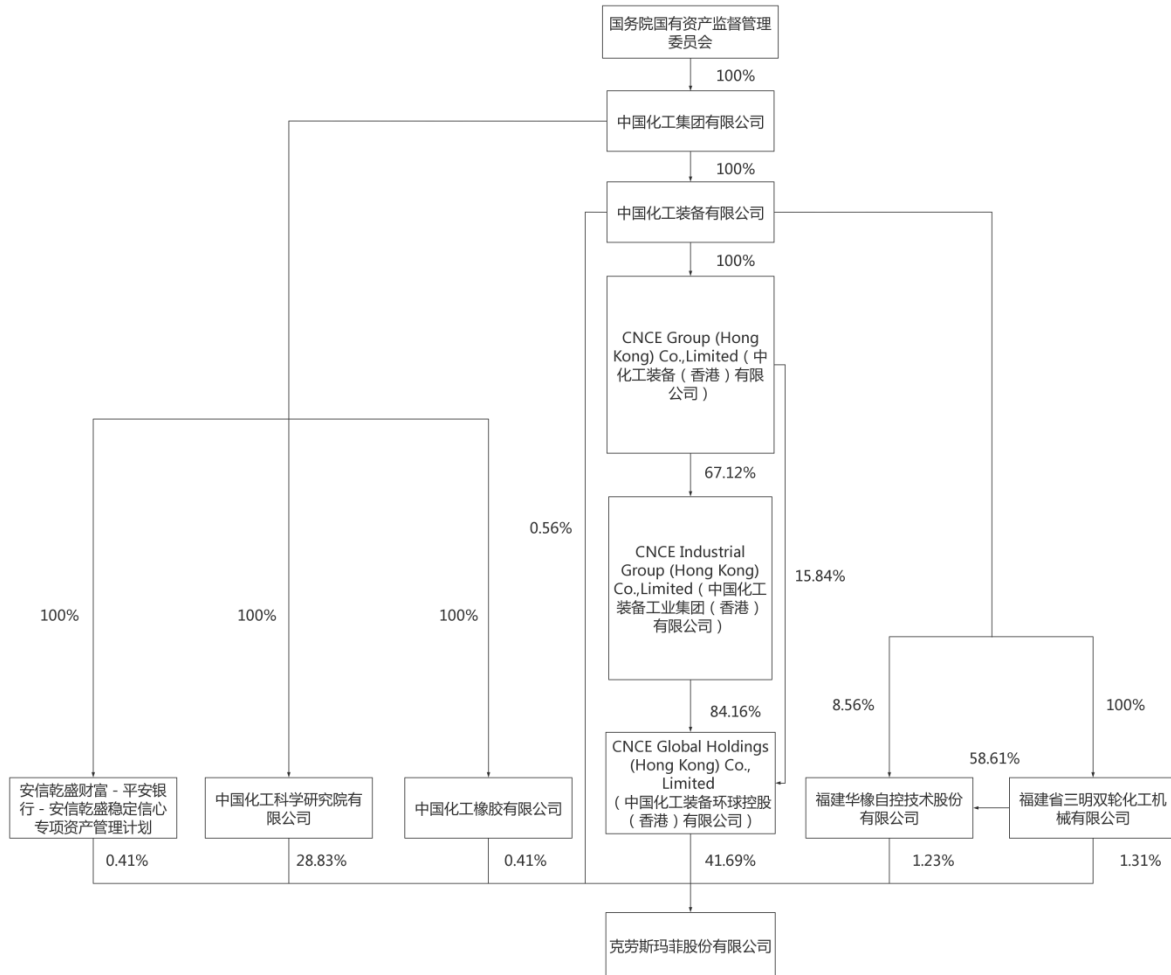 国务院国有资产监督管理
委员会
100%
中国化工集团有限公司
100%
中国化工装备有限公司
100%
CNCE Group (Hong
Kong) Co.,Limited（中
化工装备（香港）有限
公司）
67.12%
0.56%
CNCE Industrial
Group (Hong Kong)
Co.,Limited（中国化工
装备工业集团（香港）
有限公司）
15.84%
100%
100%
100%
84.16%
8.56%
100%
58.61%
安信乾盛财富－平安银
行－安信乾盛稳定信心
专项资产管理计划
中国化工科学研究院有
限公司
中国化工橡胶有限公司
CNCE Global Holdings
(Hong Kong) Co.,
Limited
（中国化工装备环球控股
（香港）有限公司）
福建华橡自控技术股份
有限公司
福建省三明双轮化工机
械有限公司
0.41%
28.83%
0.41%
41.69%
1.23%
1.31%
克劳斯玛菲股份有限公司